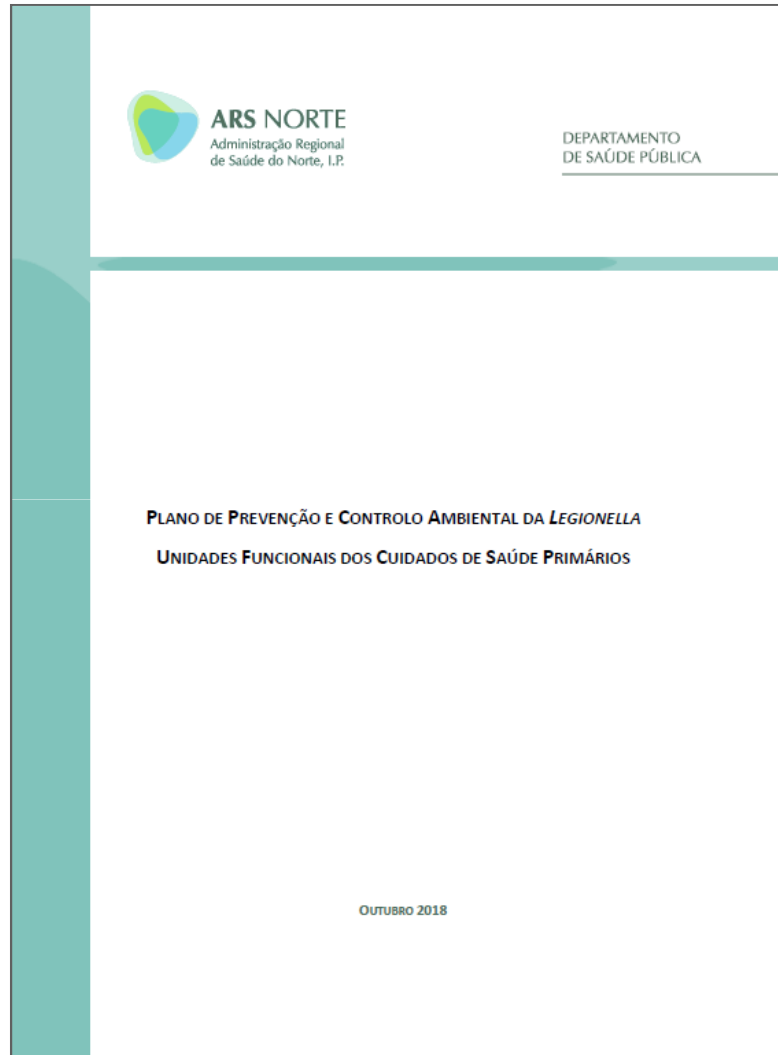 ARS NORTE
Administração Regional
de Saúde do Norte, I.P.
DEPARTAMENTO
DE SAÚDE PÚBLICA
PLANO DE PREVENÇÃO E CONTROLO AMBIENTAL DA LEGIONELLA
UNIDADES FUNCIONAIS DOS CUIDADOS DE SAÚDE PRIMÁRIOS
OUTUBRO 2018